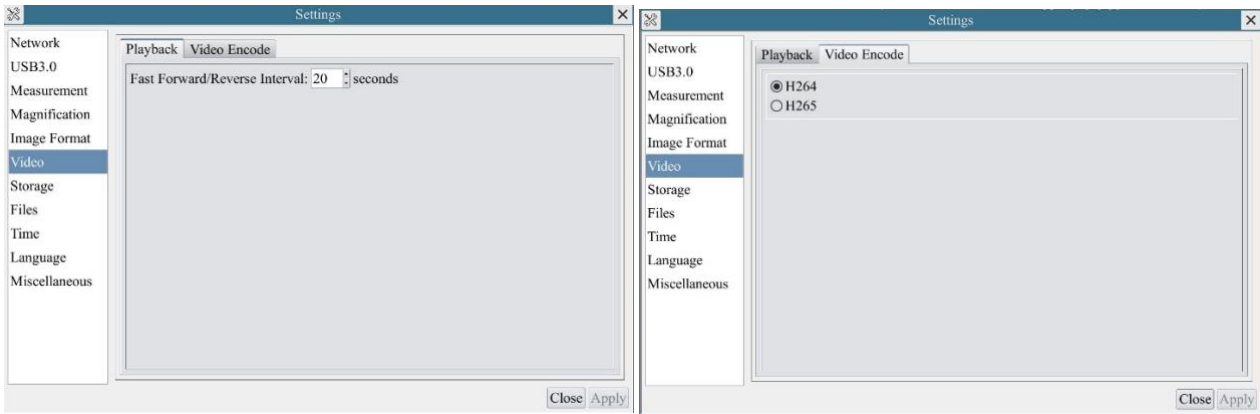 Settings
Network
USB3.0
Measurement
Magnification
Image Format
Video
Storage
Files
Time
Language
Miscellaneous
Playback Video Encode
Fast Forward/Reverse Interval: 20 seconds
Close Apply
Settings
Network
USB3.0
Measurement
Magnification
Image Format
Video
Storage
Files
Time
Language
Miscellaneous
Playback Video Encode
H264
H265
Close Apply